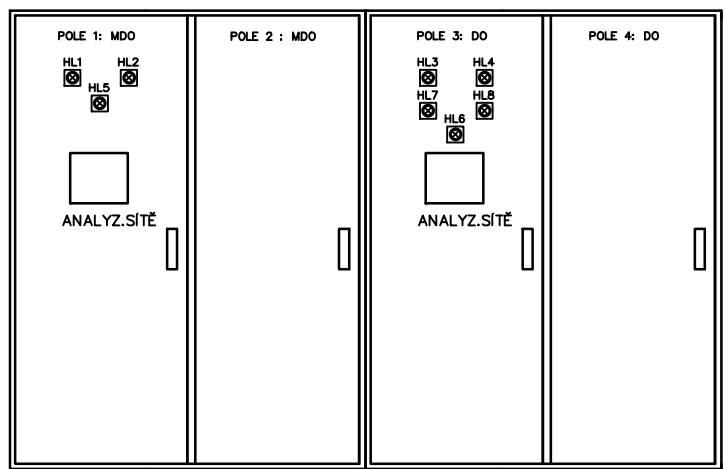 POLE 1: MDO
POLE 2 : MDO
POLE 3: DO
POLE 4: DO
HL1
HL2
HL5
HL3
HL4
HL7
HL8
HL6
ANALYZ.SÍTĚ
ANALYZ.SÍTĚ